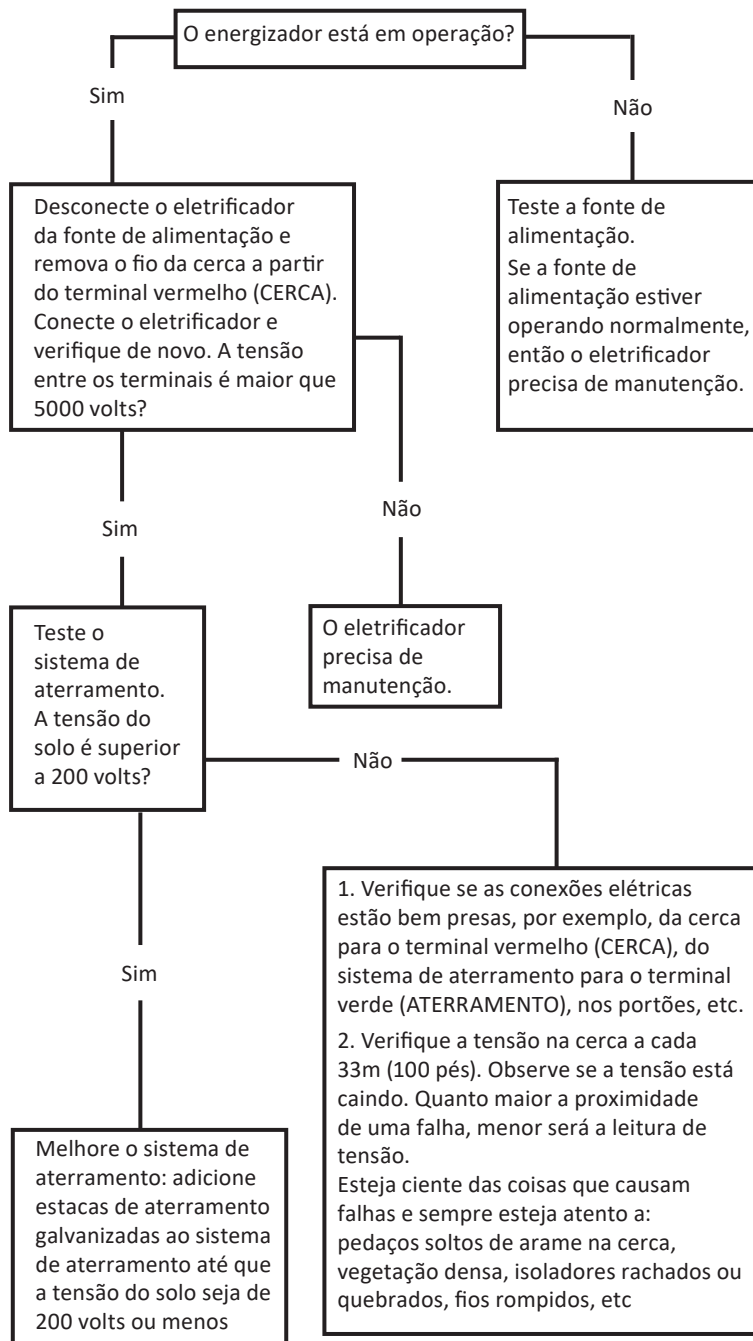 O energizador está em operação?
Sim
Não
Desconecte o eletrificador
da fonte de alimentação e
remova o fio da cerca a partir
do terminal vermelho (CERCA).
Conecte o eletrificador e
verifique de novo. A tensão
entre os terminais é maior que
5000 volts?
Teste a fonte de
alimentação.
Se a fonte de
alimentação estiver
operando normalmente,
então o eletrificador
precisa de manutenção.
Sim
Não
Teste o
sistema de
aterramento.
A tensão do
solo é superior
a 200 volts?
O eletrificador
precisa de
manutenção.
Não
Sim
1. Verifique se as conexões elétricas
estão bem presas, por exemplo, da cerca
para o terminal vermelho (CERCA), do
sistema de aterramento para o terminal
verde (ATERRAMENTO), nos portões, etc.
2. Verifique a tensão na cerca a cada
33m (100 pés). Observe se a tensão está
caindo. Quanto maior a proximidade
de uma falha, menor será a leitura de
tensão.
Esteja ciente das coisas que causam
falhas e sempre esteja atento a:
pedaços soltos de arame na cerca,
vegetação densa, isoladores rachados ou
quebrados, fios rompidos, etc
Melhore o sistema de
aterramento: adicione
estacas de aterramento
galvanizadas ao sistema
de aterramento até que
a tensão do solo seja de
200 volts ou menos